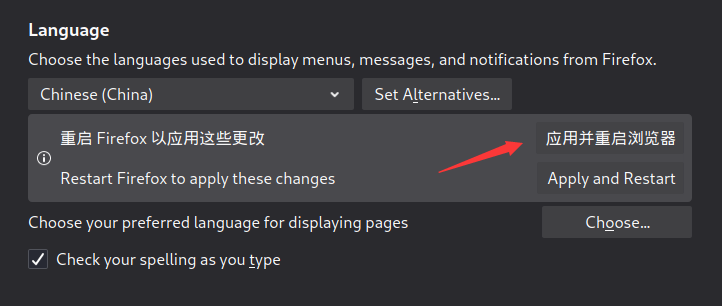 Language
Choose the languages used to display menus, messages, and notifications from Firefox.
Chinese (China) Set Alternatives...
重启 Firefox 以应用这些更改 应用并重启浏览器
Restart Firefox to apply these changes Apply and Restart
Choose your preferred language for displaying pages Choose...
Check your spelling as you type